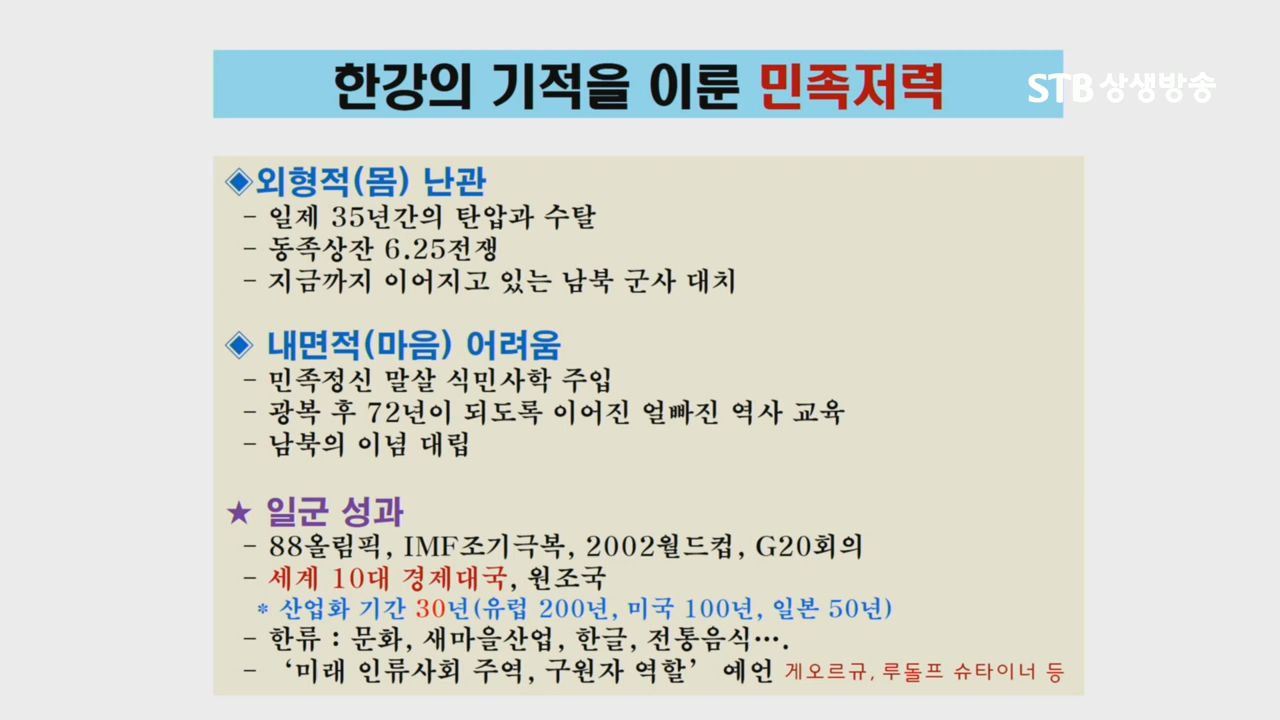 한강의 기적을 이룬 민족저력
STB 상생방송
◈외형적(몸) 난관
- 일제 35년간의 탄압과 수탈
- 동족상잔 6.25전쟁
- 지금까지 이어지고 있는 남북 군사 대치
◈ 내면적(마음) 어려움
- 민족정신 말살 식민사학 주입
- 광복 후 72년이 되도록 이어진 얼빠진 역사 교육
- 남북의 이념 대립
★ 일군 성과
- 88올림픽, IMF조기극복, 2002월드컵, G20회의
- 세계 10대 경제대국, 원조국
* 산업화 기간 30년(유럽 200년, 미국 100년, 일본 50년)
- 한류 : 문화, 새마을산업, 한글, 전통음식….
- ‘미래 인류사회 주역, 구원자 역할’ 예언 게오르규, 루돌프 슈타이너 등